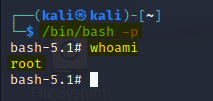 ┌──(kali㉿kali)-[~]
└─$ /bin/bash -p
bash-5.1# whoami
root
bash-5.1#